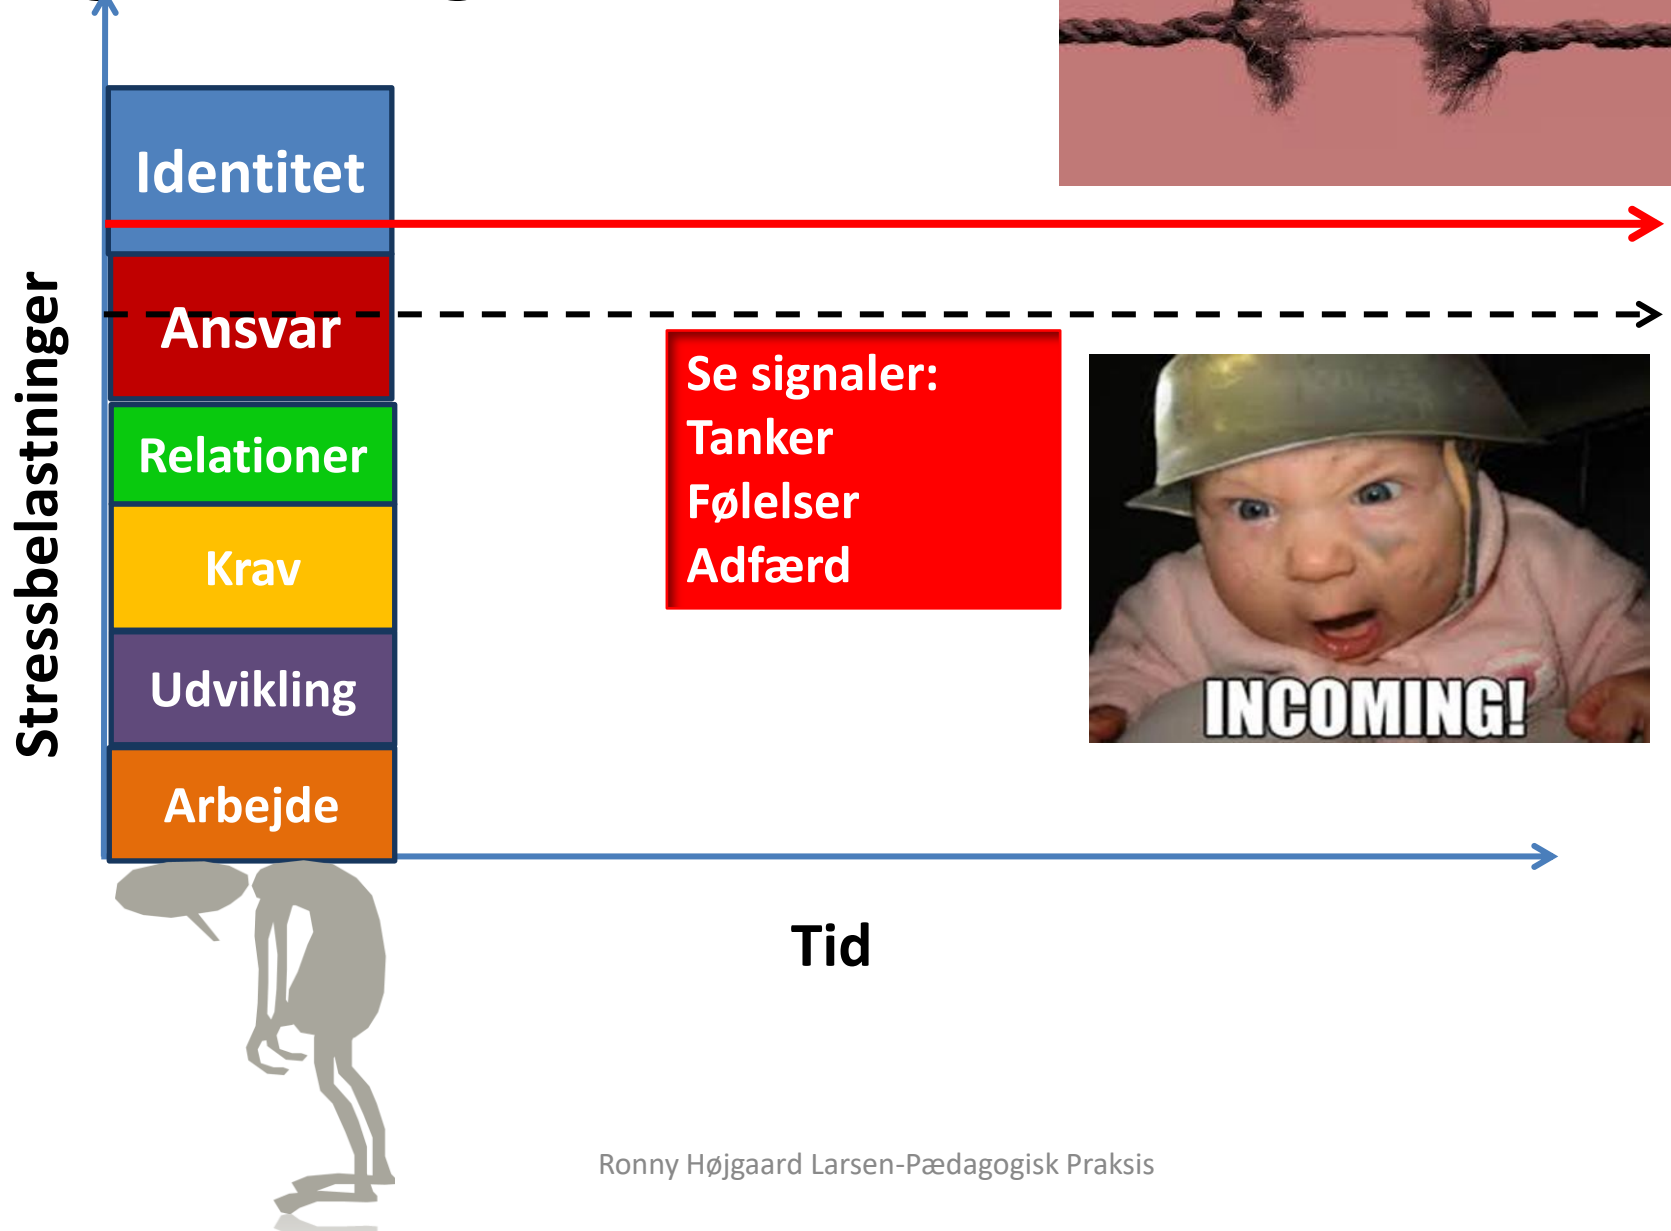 Identitet
Ansvar
Relationer
Krav
Udvikling
Arbejde
Stressbelastninger
Se signaler:
Tanker
Følelser
Adfærd
INCOMING!
Tid
Ronny Højgaard Larsen-Pædagogisk Praksis